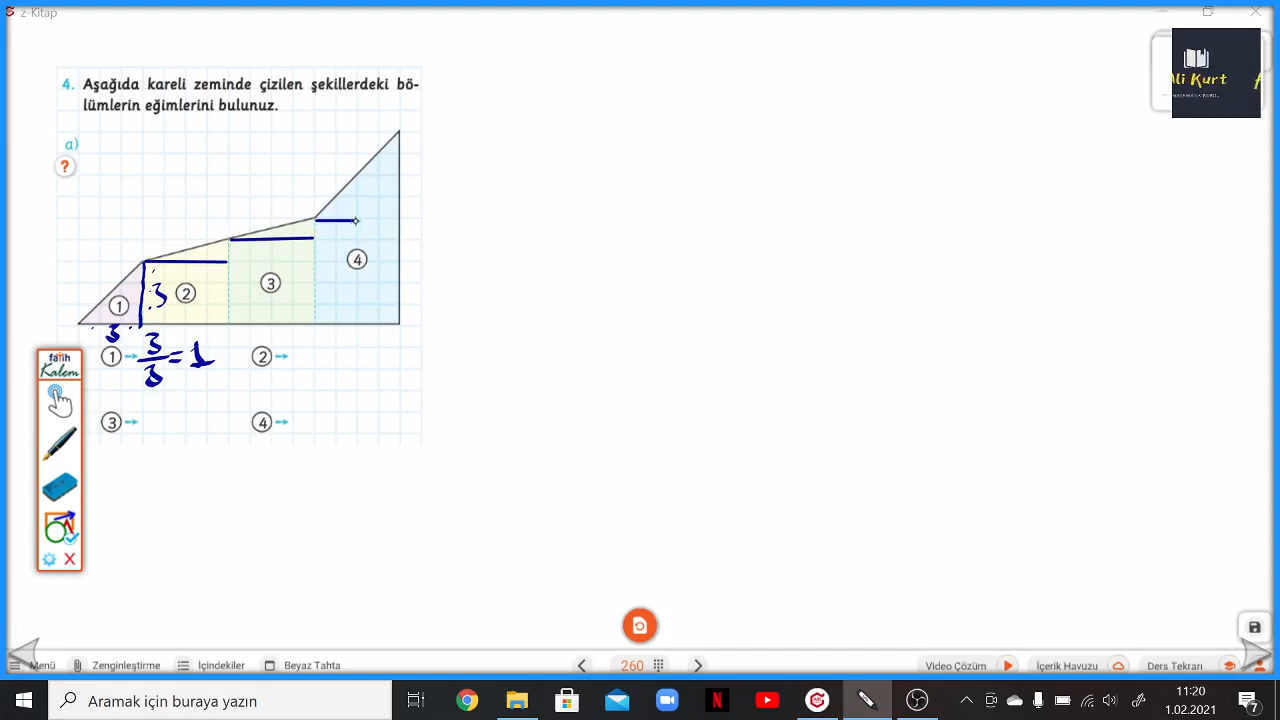 z-Kitap
Ali Kurt
4. Aşağıda kareli zeminde çizilen şekillerdeki bö-
lümlerin eğimlerini bulunuz.
a)
?
4
3
2
1
3
3
1 → 3/3 = 1
2 →
3 →
4 →
fatih
Kalem
Menü
Zenginleştirme
İçindekiler
Beyaz Tahta
260
Video Çözüm
İçerik Havuzu
Ders Tekrarı
Aramak için buraya yazın
N
11:20
1.02.2021
7